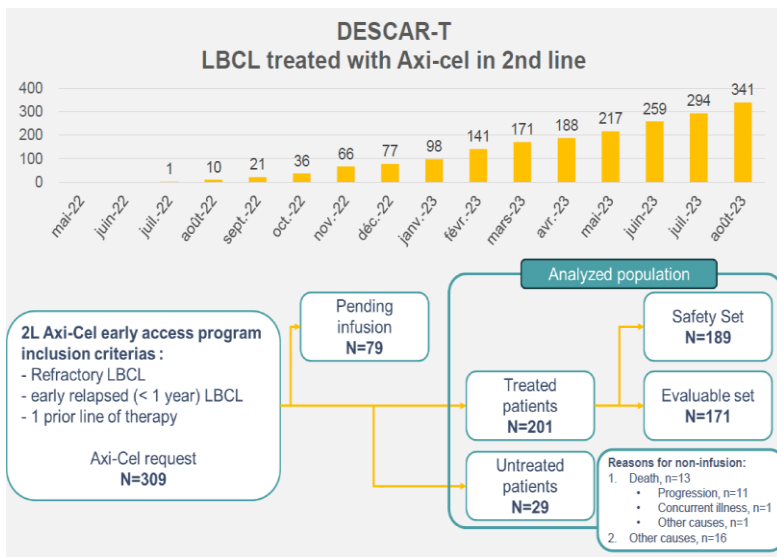 DESCAR-T
LBCL treated with Axi-cel in 2nd line
400
300
200
100
0
1
10
21
36
66
77
98
141
171
188
217
259
294
341
mai-22
juin-22
juil.-22
août-22
sept.-22
oct.-22
nov.-22
déc.-22
janv.-23
févr.-23
mars-23
avr.-23
mai-23
juin-23
juil.-23
août-23
Analyzed population
2L Axi-Cel early access program
inclusion criterias :
- Refractory LBCL
- early relapsed (< 1 year) LBCL
- 1 prior line of therapy
Axi-Cel request
N=309
Pending
infusion
N=79
Treated
patients
N=201
Untreated
patients
N=29
Safety Set
N=189
Evaluable set
N=171
Reasons for non-infusion:
1. Death, n=13
• Progression, n=11
• Concurrent illness, n=1
• Other causes, n=1
2. Other causes, n=16